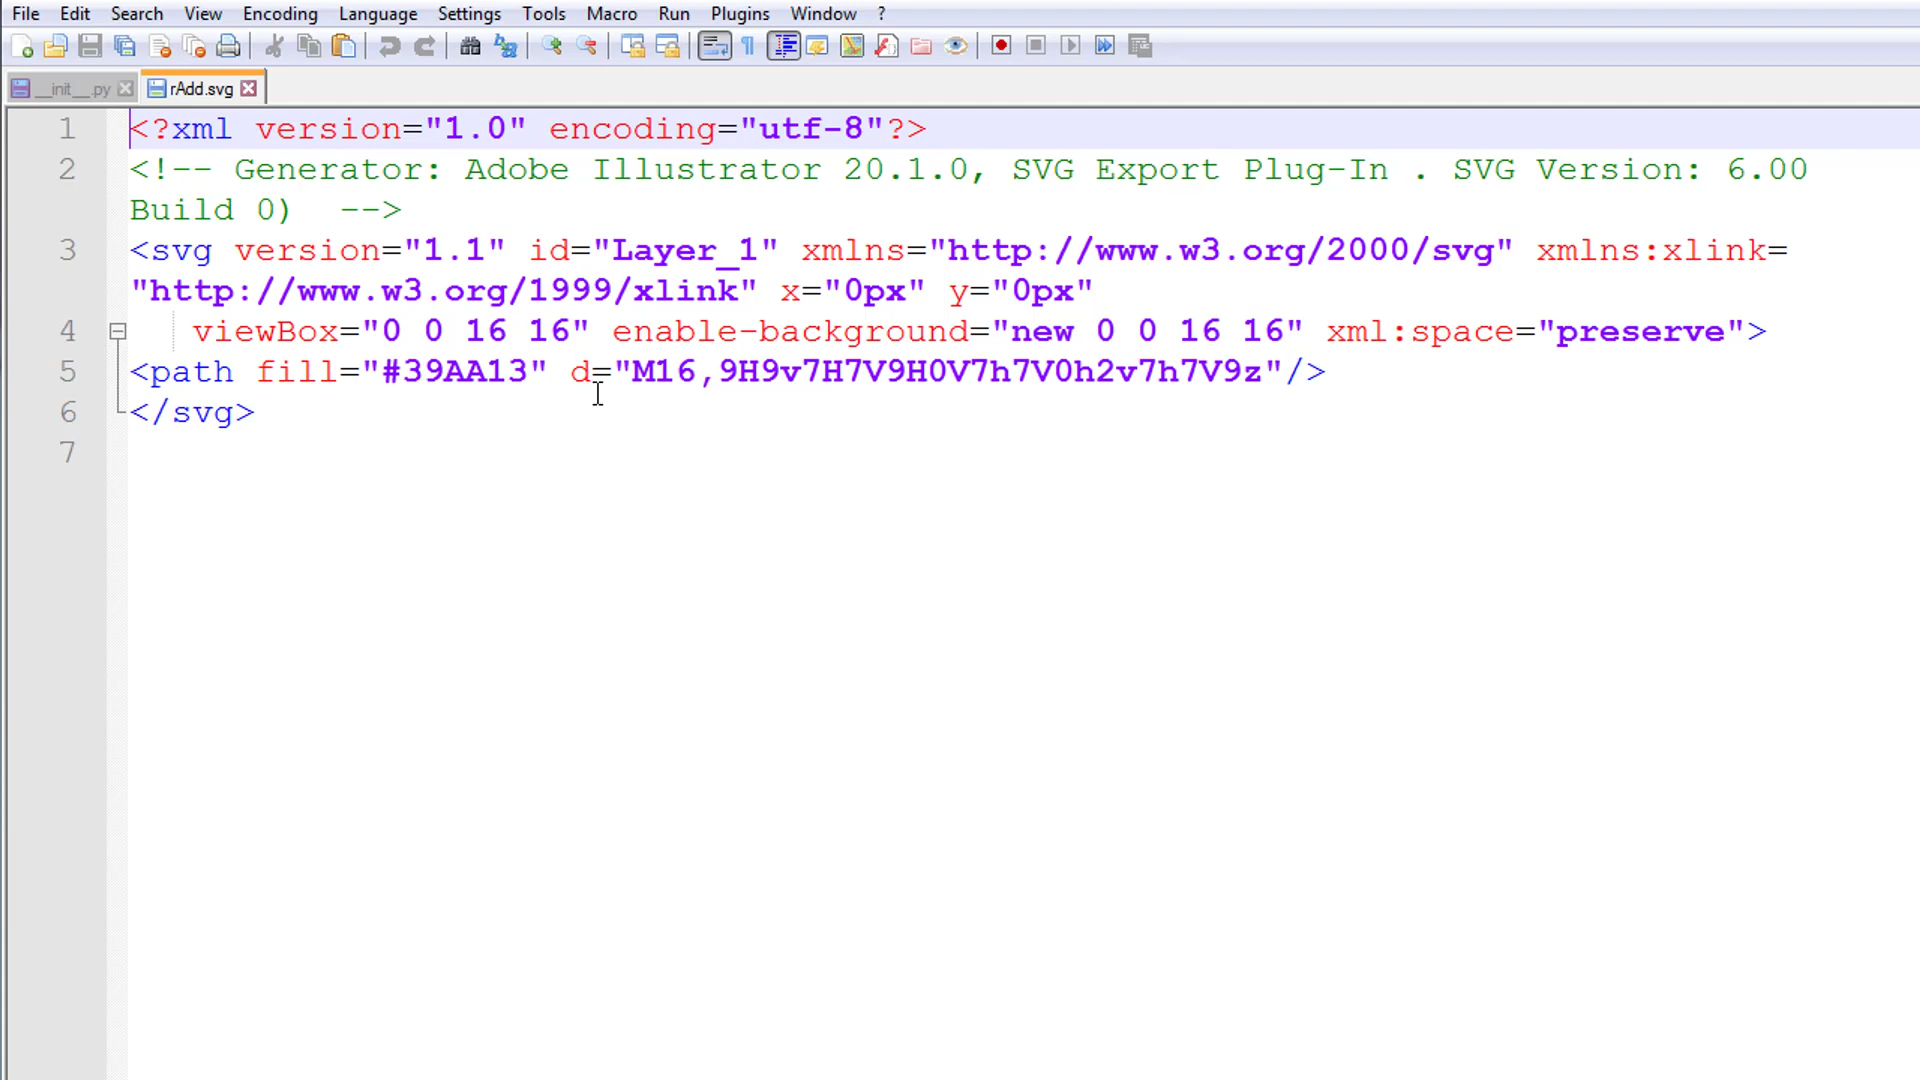 File Edit Search View Encoding Language Settings Tools Macro Run Plugins Window ?
__init__.py rAdd.svg
1 <?xml version="1.0" encoding="utf-8"?>
2 <!-- Generator: Adobe Illustrator 20.1.0, SVG Export Plug-In . SVG Version: 6.00
Build 0)  -->
3 <svg version="1.1" id="Layer_1" xmlns="http://www.w3.org/2000/svg" xmlns:xlink=
"http://www.w3.org/1999/xlink" x="0px" y="0px"
4 viewBox="0 0 16 16" enable-background="new 0 0 16 16" xml:space="preserve">
5 <path fill="#39AA13" d="M16,9H9v7H7V9H0V7h7V0h2v7h7V9z"/>
6 </svg>
7